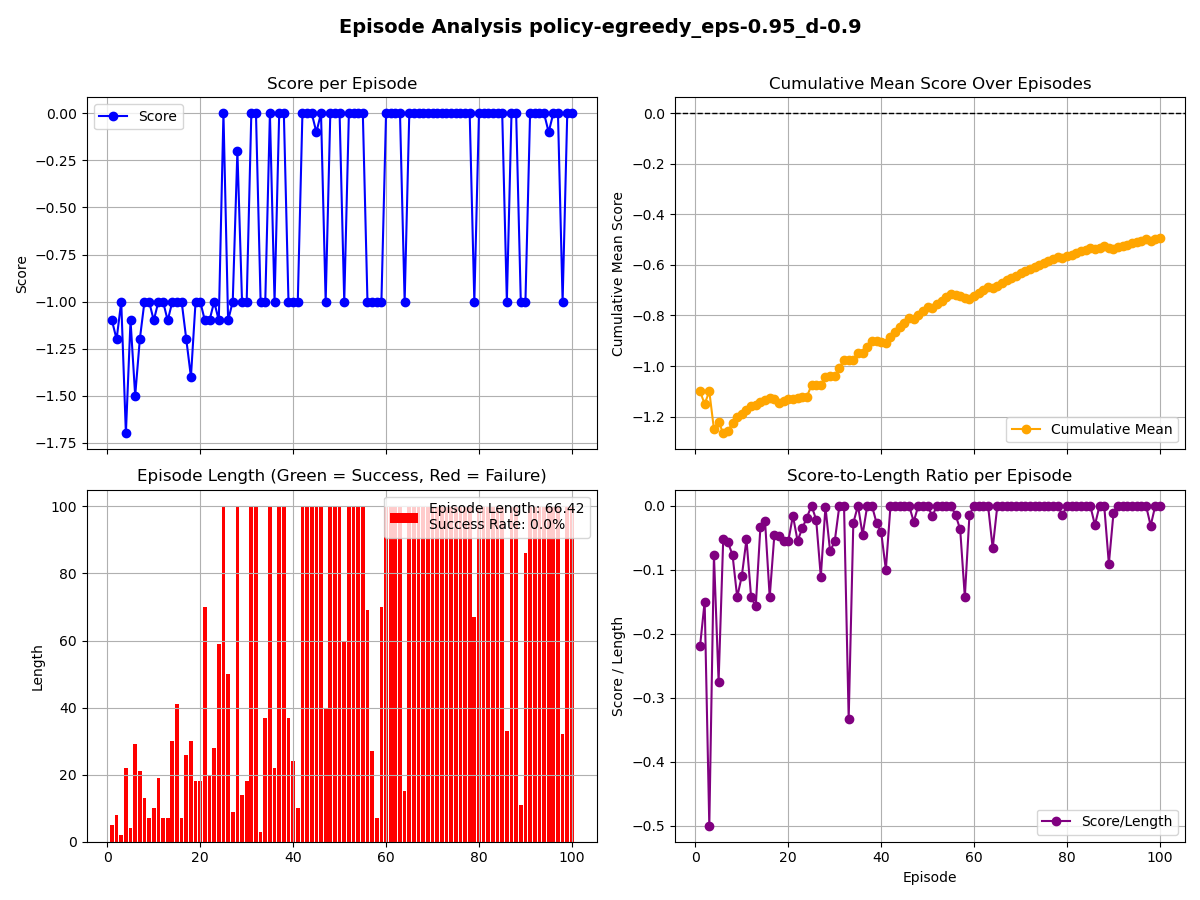 Episode Analysis policy-egreedy_eps-0.95_d-0.9
Score per Episode
Score
0.00
−0.25
−0.50
−0.75
−1.00
−1.25
−1.50
−1.75
Score
Cumulative Mean Score Over Episodes
0.0
−0.2
−0.4
−0.6
−0.8
−1.0
−1.2
Cumulative Mean Score
Cumulative Mean
Episode Length (Green = Success, Red = Failure)
Episode Length: 66.42
Success Rate: 0.0%
100
80
60
40
20
0
Length
0 20 40 60 80 100
Score-to-Length Ratio per Episode
0.0
−0.1
−0.2
−0.3
−0.4
−0.5
Score / Length
Score/Length
0 20 40 60 80 100
Episode